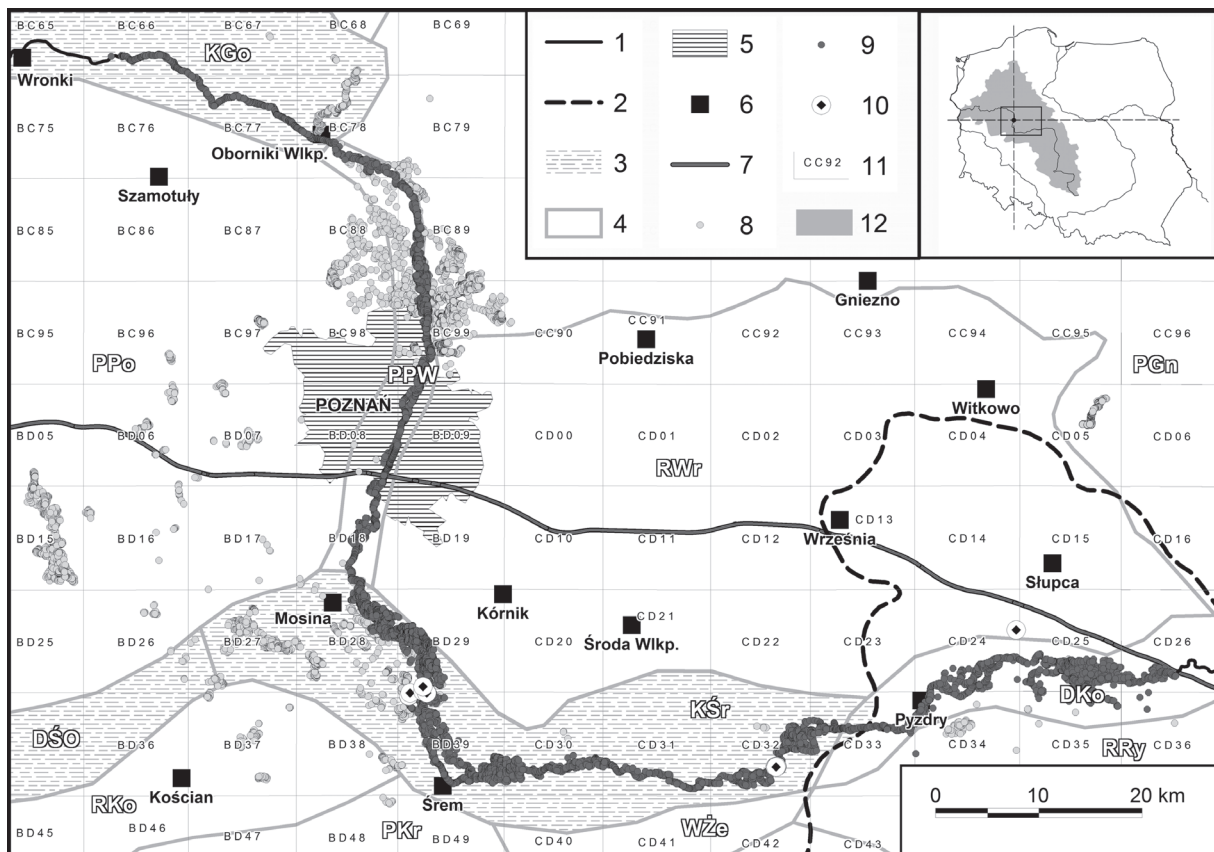 BC65 BC66 BC67 BC68 BC69
KGo
Wronki
BC75 BC76 BC77 BC78 BC79
Oborniki Wlkp.
Szamotuły
BC85 BC86 BC87 BC88 BC89
1 5 9
2 6 10
3 7 CC92 11
4 8 12
Gniezno
CC91
BC95 BC96 BC97 BC98 BC99 CC90 CC92 CC93 CC94 CC95 CC96
Pobiedziska
PPo PPW PGn
POZNAŃ
Witkowo
BD05 BD06 BD07 BD08 BD09 CD00 CD01 CD02 CD03 CD04 CD05 CD06
RWr
CD13
Września
BD15 BD16 BD17 BD18 BD19 CD10 CD11 CD12 CD14 CD15 CD16
Słupca
Mosina
Kórnik
CD21
BD25 BD26 BD27 BD28 BD29 CD20 CD22 CD23 CD24 CD25 CD26
Środa Wlkp.
DKo
KŚr
Pyzdry
DŚO
BD36 BD37 BD38 BD39 CD30 CD31 CD32 CD33 CD34 CD35 CD36
RRy
Kościan
Śrem
RKo
0 10 20 km
BD45 BD46 BD47 BD48 PKr BD49 CD40 CD41 WŻe CD42 CD43